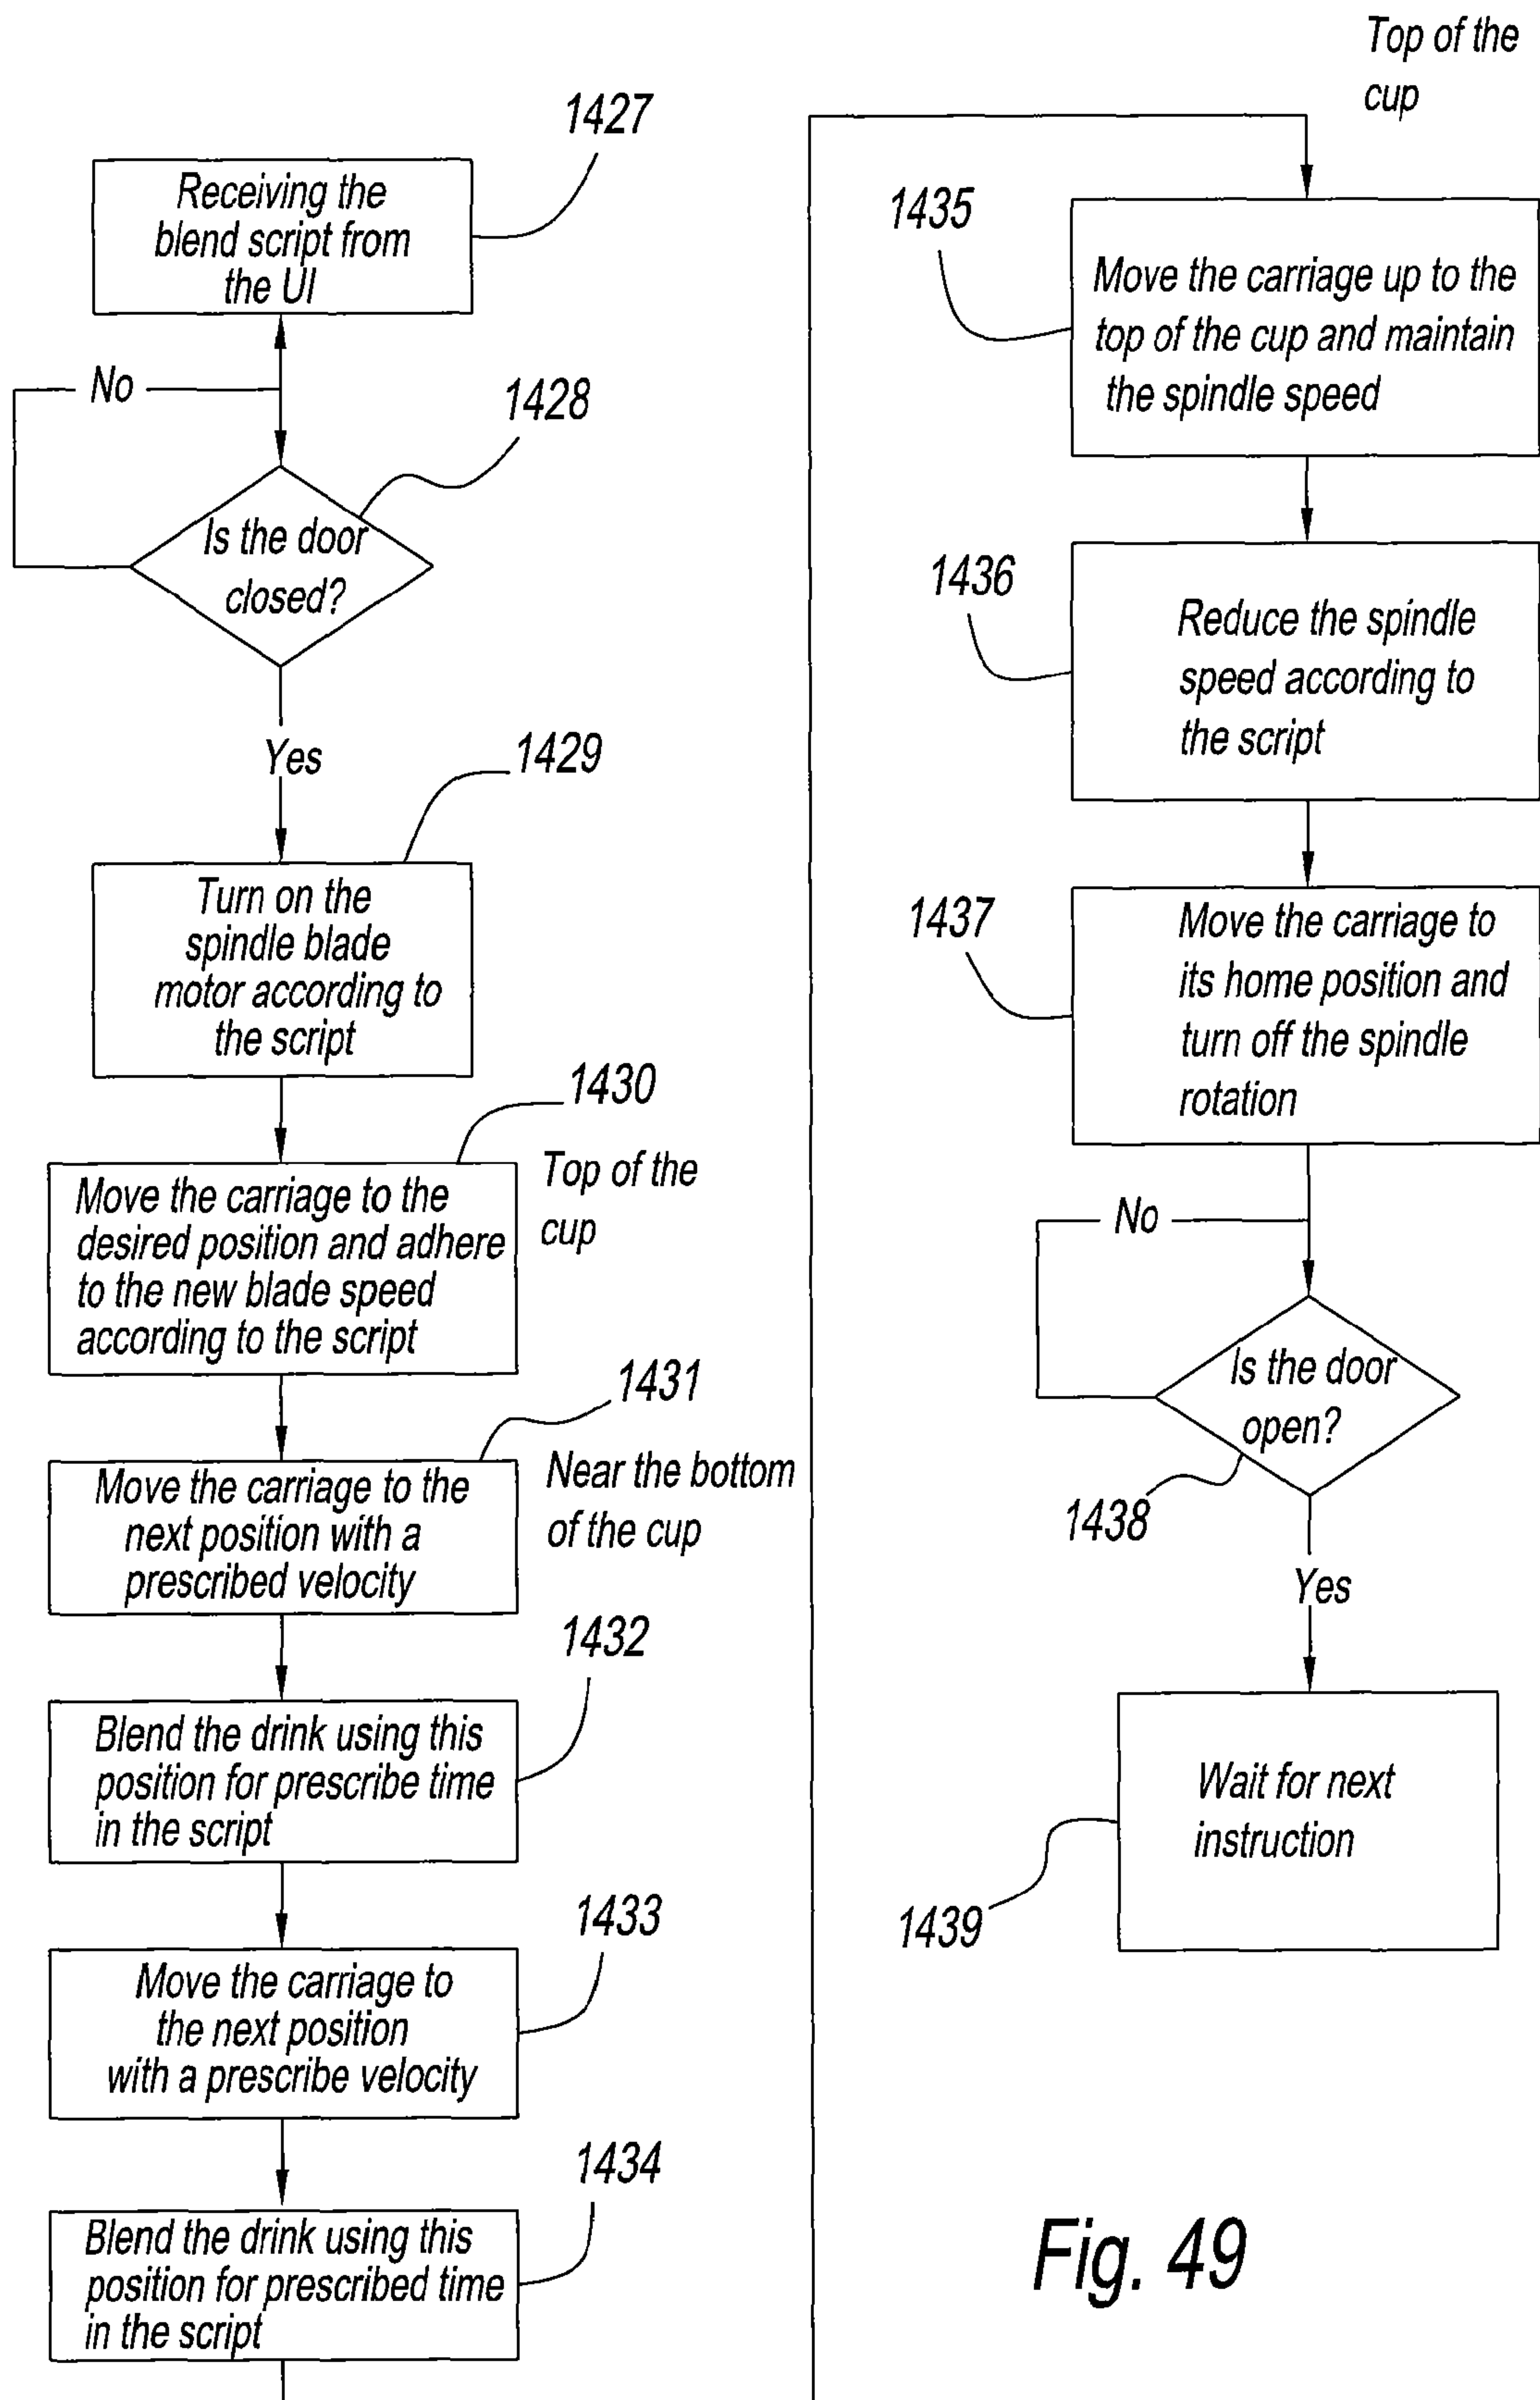 1427
Receiving the
blend script from
the UI
No
1428
Is the door
closed?
Yes
1429
Turn on the
spindle blade
motor according to
the script
1430
Top of the
cup
Move the carriage to the
desired position and adhere
to the new blade speed
according to the script
1431
Near the bottom
of the cup
Move the carriage to the
next position with a
prescribed velocity
1432
Blend the drink using this
position for prescribe time
in the script
1433
Move the carriage to
the next position
with a prescribe velocity
1434
Blend the drink using this
position for prescribed time
in the script
Top of the
cup
1435
Move the carriage up to the
top of the cup and maintain
the spindle speed
1436
Reduce the spindle
speed according to
the script
1437
Move the carriage to
its home position and
turn off the spindle
rotation
No
Is the door
open?
1438
Yes
Wait for next
instruction
1439
Fig. 49